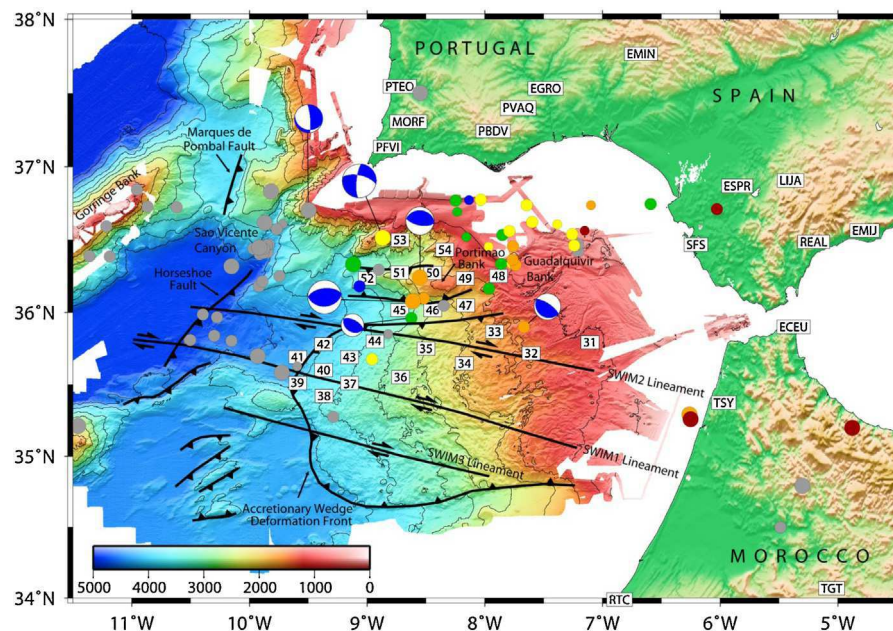 38°N
37°N
36°N
35°N
34°N
PORTUGAL
SPAIN
EMIN
PTEO
EGRO
PVAQ
MORF
PBDV
PFVI
Marques de
Pombal Fault
Gorringe Bank
ESPR
LIJA
Sao Vicente
Canyon
53
54
Portimao
Bank
Guadalquivir
Bank
SFS
REAL
EMIJ
Horseshoe
Fault
52
51
50
49
48
45
46
47
44
43
42
41
40
39
38
37
36
35
34
33
32
31
ECEU
SWIM2 Lineament
TSY
SWIM3 Lineament
SWIM1 Lineament
Accretionary Wedge
Deformation Front
MOROCCO
5000 4000 3000 2000 1000 0
RTC
TGT
11°W 10°W 9°W 8°W 7°W 6°W 5°W